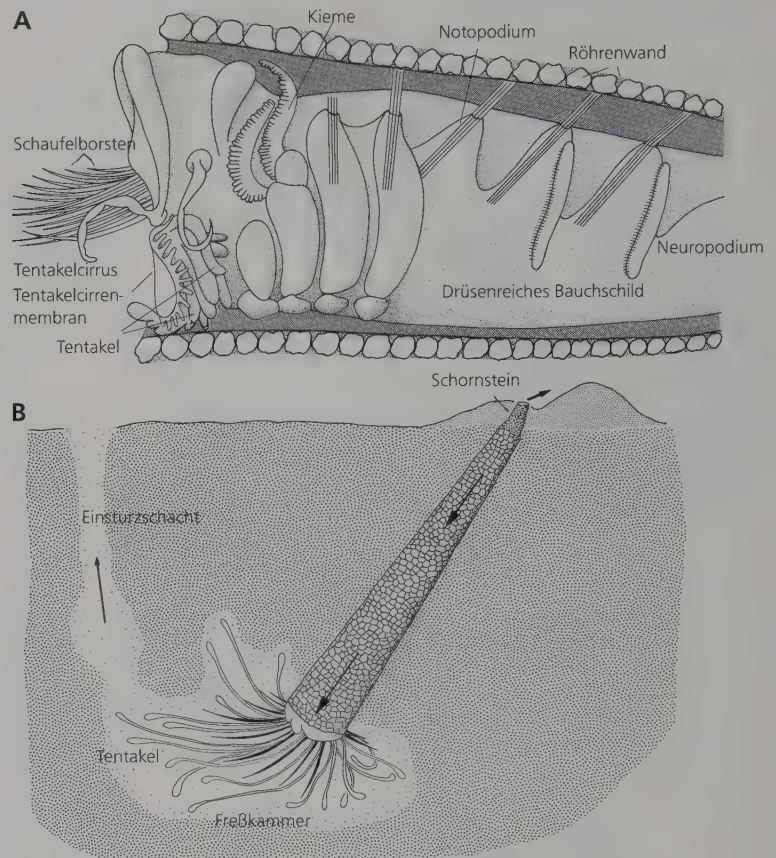 A
Kieme
Notopodium
Röhrenwand
Schaufelborsten
Neuropodium
Tentakelcirrus
Drüsenreiches Bauchschild
Tentakelcirren-
membran
Tentakel
Schornstein
B
Einsturzschacht
Tentakel
Freßkammer